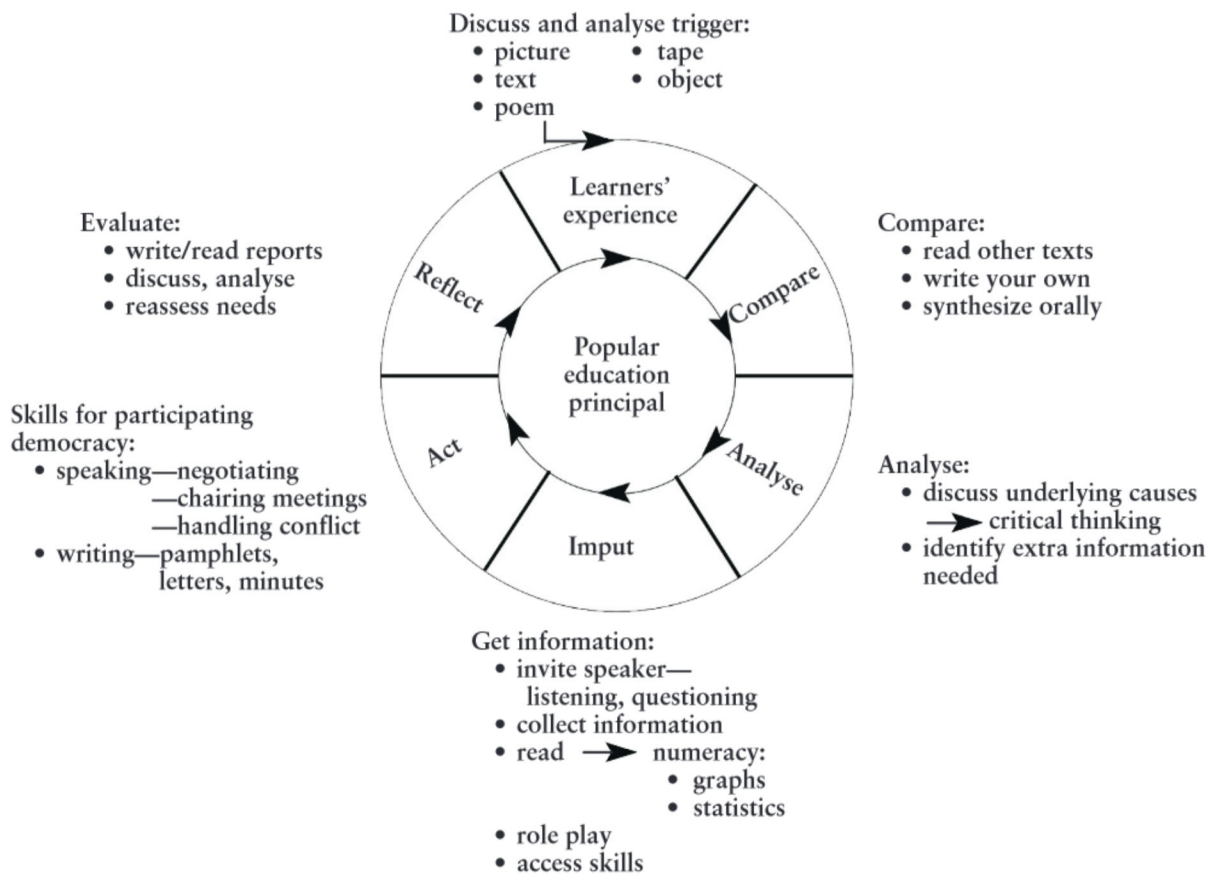 Discuss and analyse trigger:
• picture
• text
• poem
• tape
• object
Learners'
experience
Compare
Analyse
Imput
Act
Reflect
Popular
education
principal
Compare:
• read other texts
• write your own
• synthesize orally
Analyse:
• discuss underlying causes
critical thinking
• identify extra information
needed
Get information:
• invite speaker—
listening, questioning
• collect information
• read
numeracy:
• graphs
• statistics
• role play
• access skills
Skills for participating
democracy:
• speaking—negotiating
—chairing meetings
—handling conflict
• writing—pamphlets,
letters, minutes
Evaluate:
• write/read reports
• discuss, analyse
• reassess needs